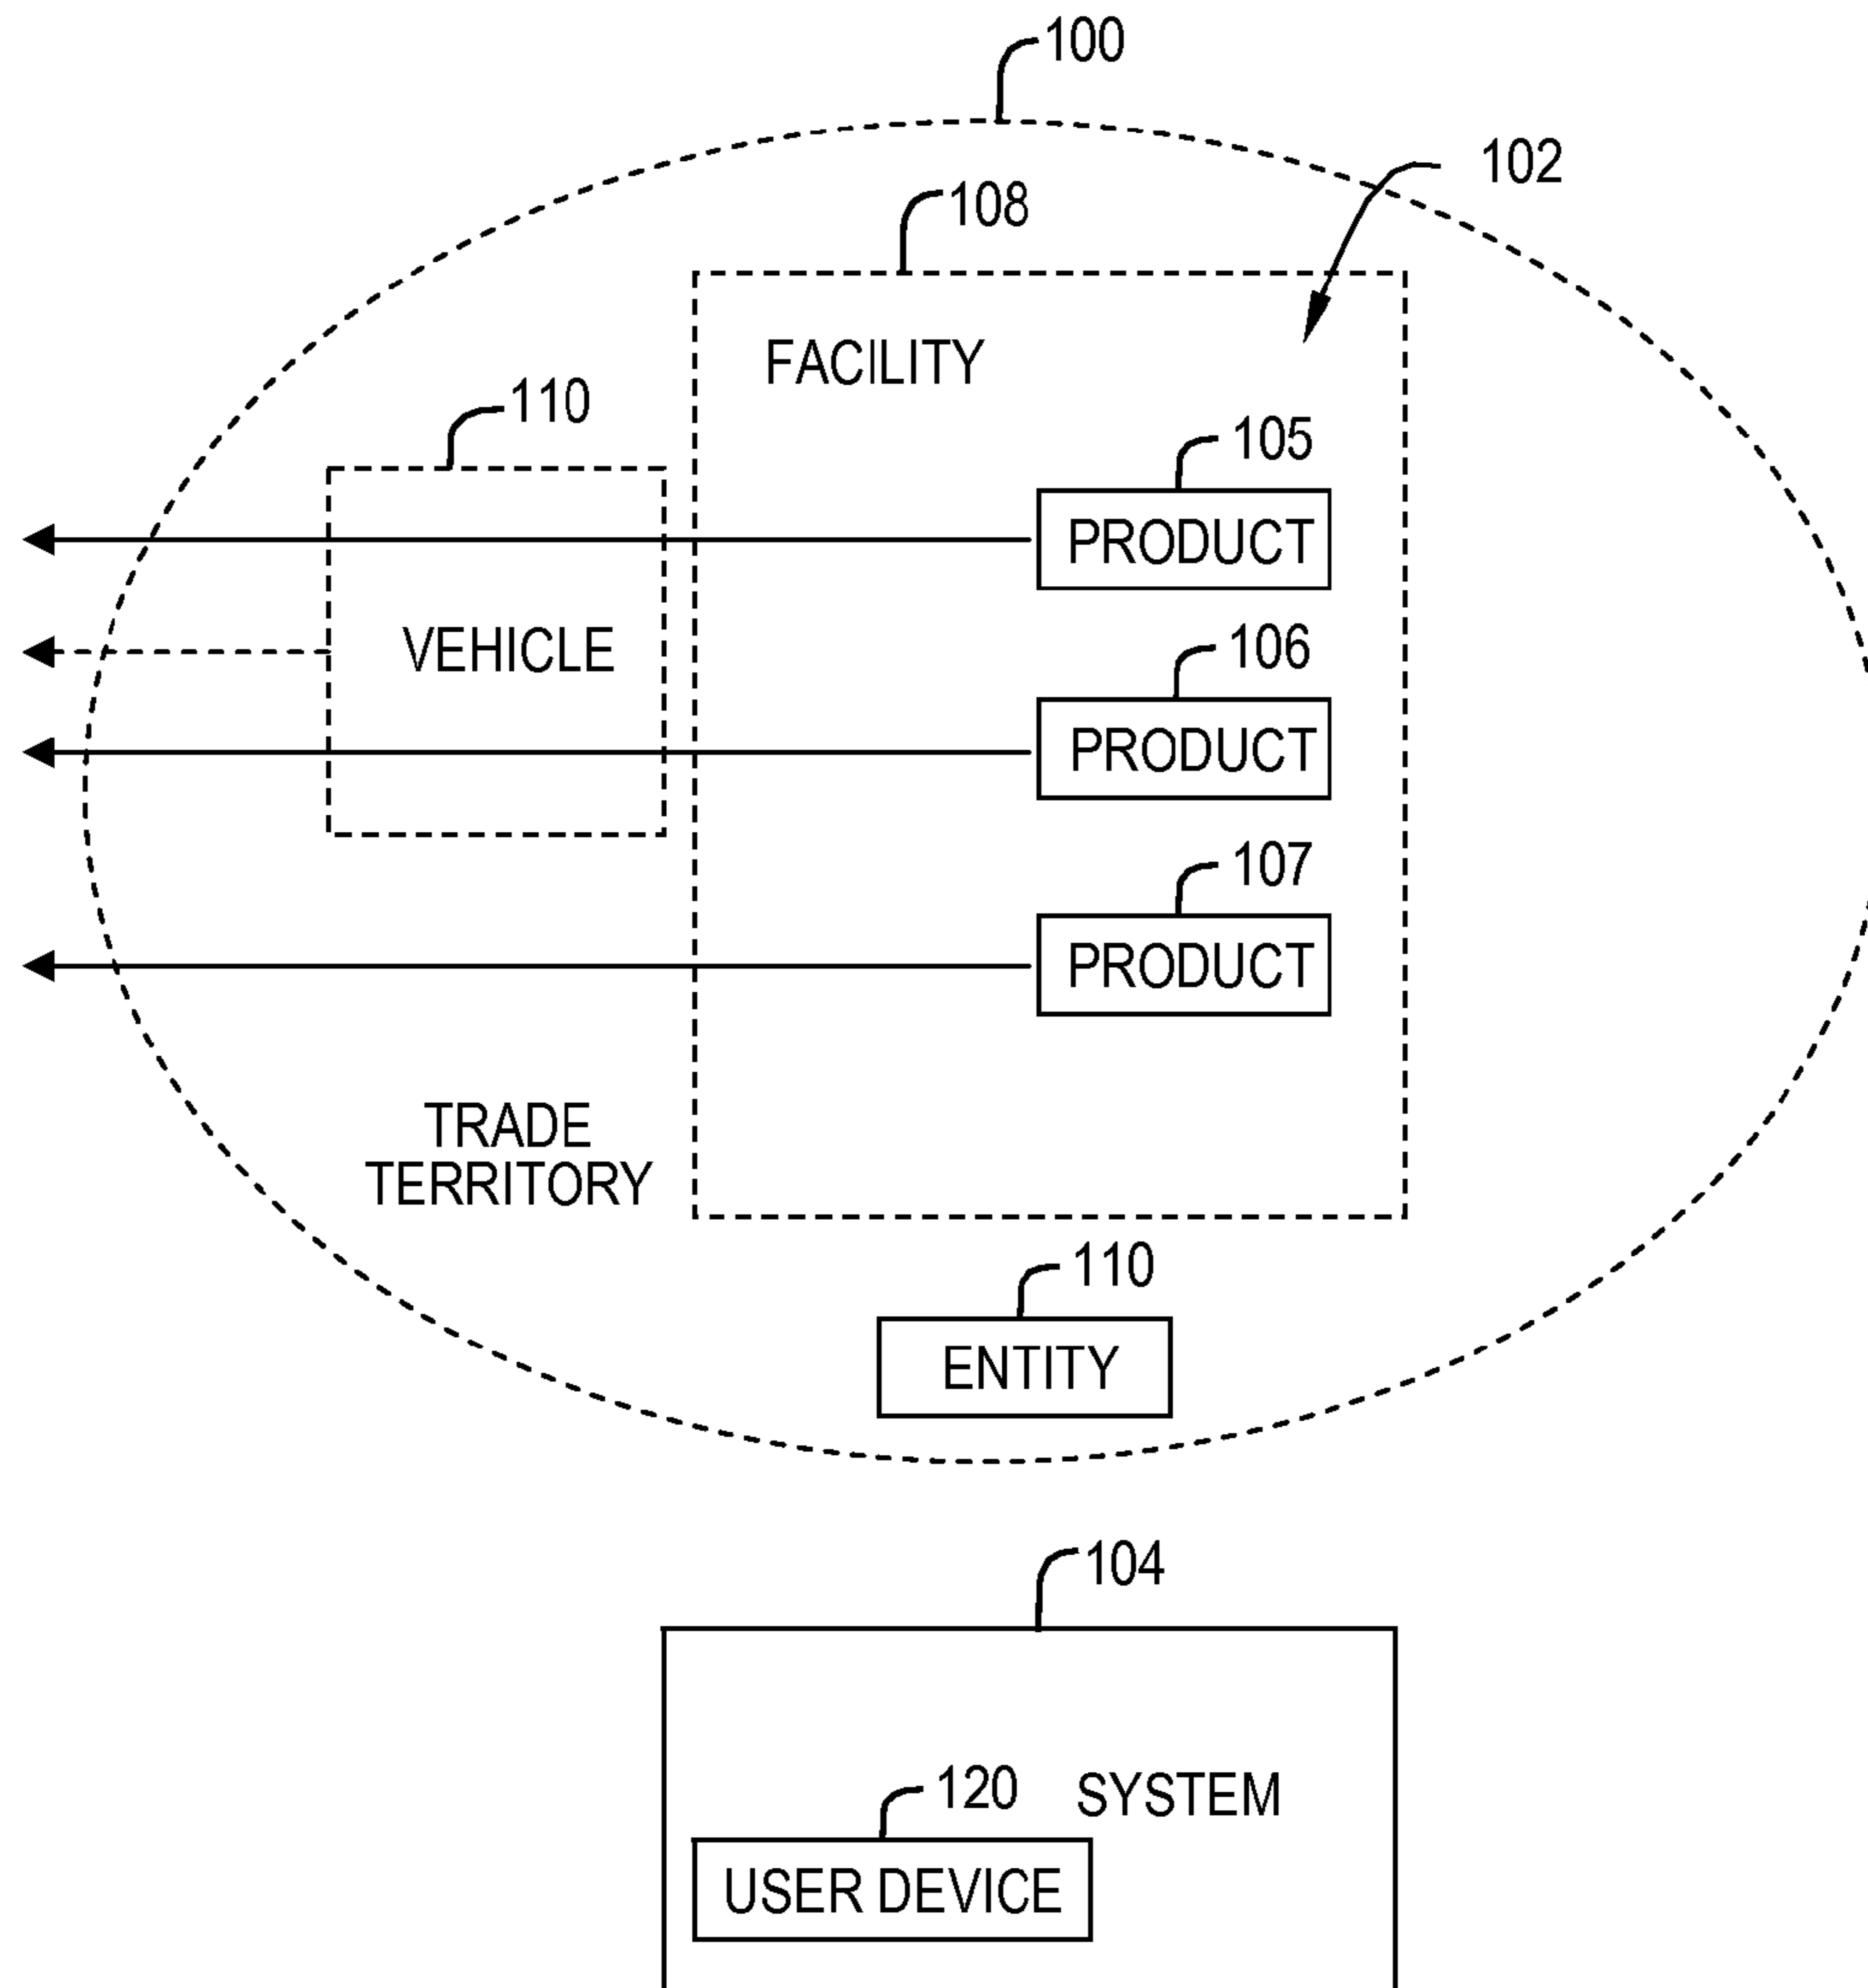 100
102
108
FACILITY
110
105
PRODUCT
VEHICLE
106
PRODUCT
107
PRODUCT
TRADE
TERRITORY
110
ENTITY
104
120
SYSTEM
USER DEVICE